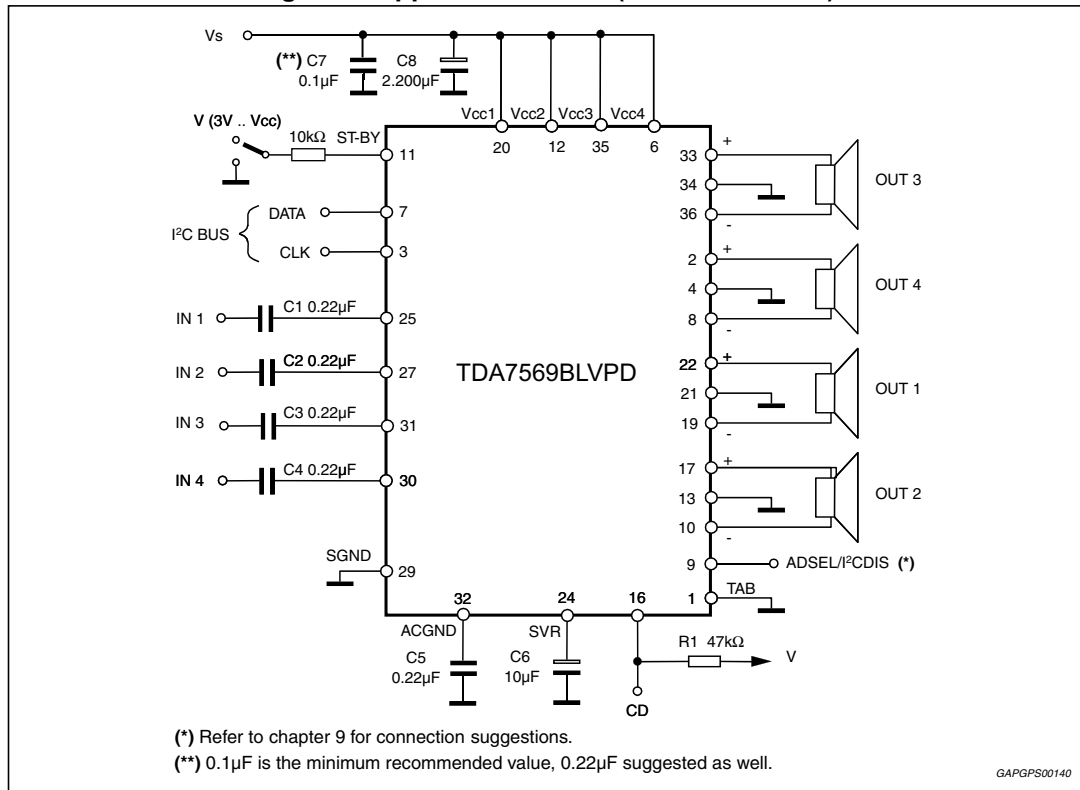 Vs
(**) C7
0.1µF
C8
2.200µF
Vcc1 Vcc2 Vcc3 Vcc4
20 12 35 6
V (3V .. Vcc)
10kΩ ST-BY
11
I²C BUS
DATA
7
CLK
3
IN 1
C1 0.22µF
25
IN 2
C2 0.22µF
27
IN 3
C3 0.22µF
31
IN 4
C4 0.22µF
30
SGND
29
TDA7569BLVPD
33 +
34
36 -
OUT 3
2 +
4
8 -
OUT 4
22 +
21
19 -
OUT 1
17 +
13
10 -
OUT 2
9 ADSEL/I²CDIS (*)
1 TAB
32 24 16
ACGND SVR
C5
0.22µF
C6
10µF
R1 47kΩ V
CD
(*) Refer to chapter 9 for connection suggestions.
(**) 0.1µF is the minimum recommended value, 0.22µF suggested as well.
GAPGPS00140